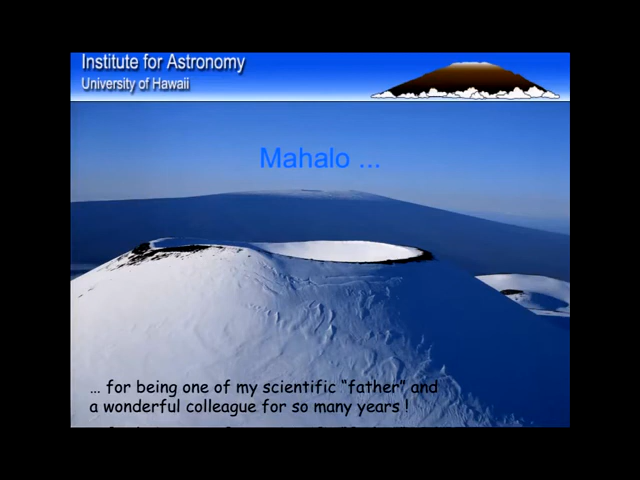 Institute for Astronomy
University of Hawaii
Mahalo ...
... for being one of my scientific “father” and
a wonderful colleague for so many years !